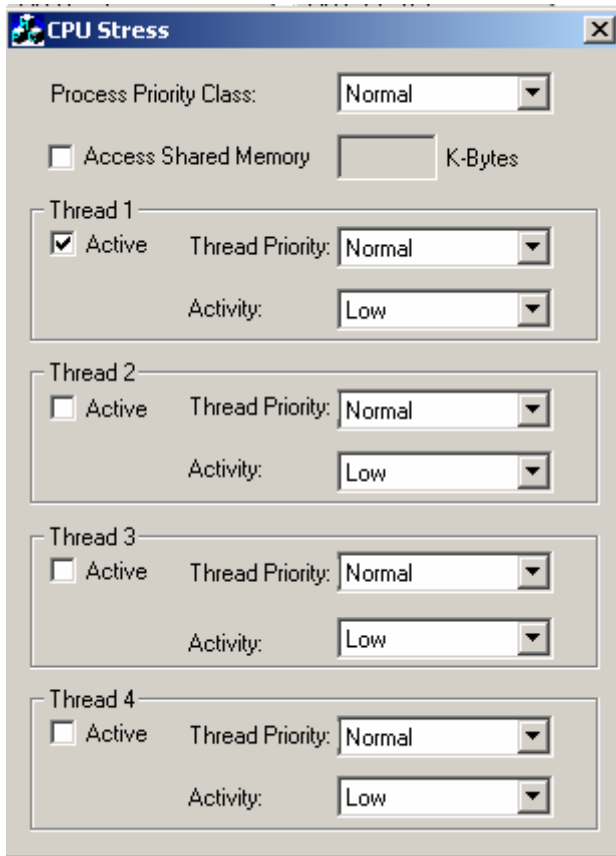 CPU Stress
Process Priority Class: Normal
Access Shared Memory K-Bytes
Thread 1
Active Thread Priority: Normal
Activity: Low
Thread 2
Active Thread Priority: Normal
Activity: Low
Thread 3
Active Thread Priority: Normal
Activity: Low
Thread 4
Active Thread Priority: Normal
Activity: Low